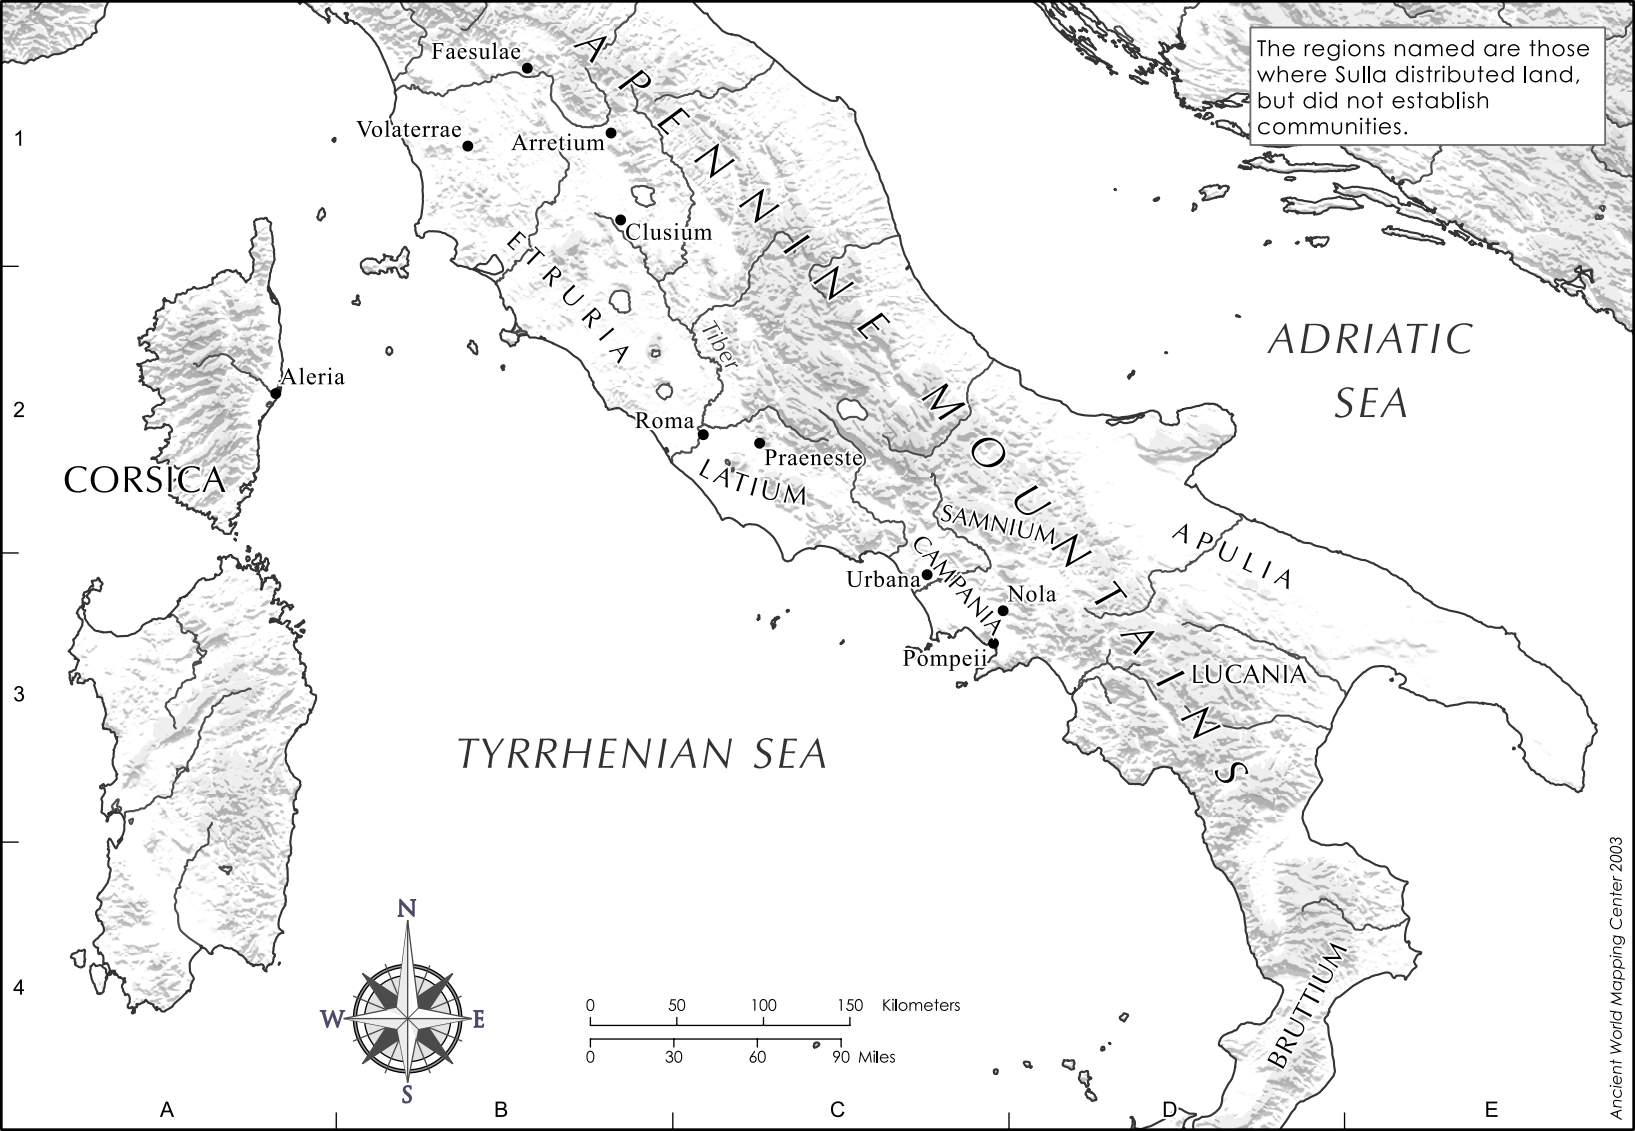 The regions named are those
where Sulla distributed land,
but did not establish
communities.
Faesulae
APENNINE MOUNTAINS
Volaterrae
Arretium
1
Clusium
ETRURIA
Tiber
ADRIATIC
SEA
Aleria
2
Roma
Praeneste
LATIUM
CORSICA
SAMNIUM
APULIA
CAMPANIA
Urbana
Nola
Pompeii
LUCANIA
3
TYRRHENIAN SEA
N
W
E
S
4
0 50 100 150 Kilometers
0 30 60 90 Miles
BRUTTIUM
Ancient World Mapping Center 2003
A B C D E